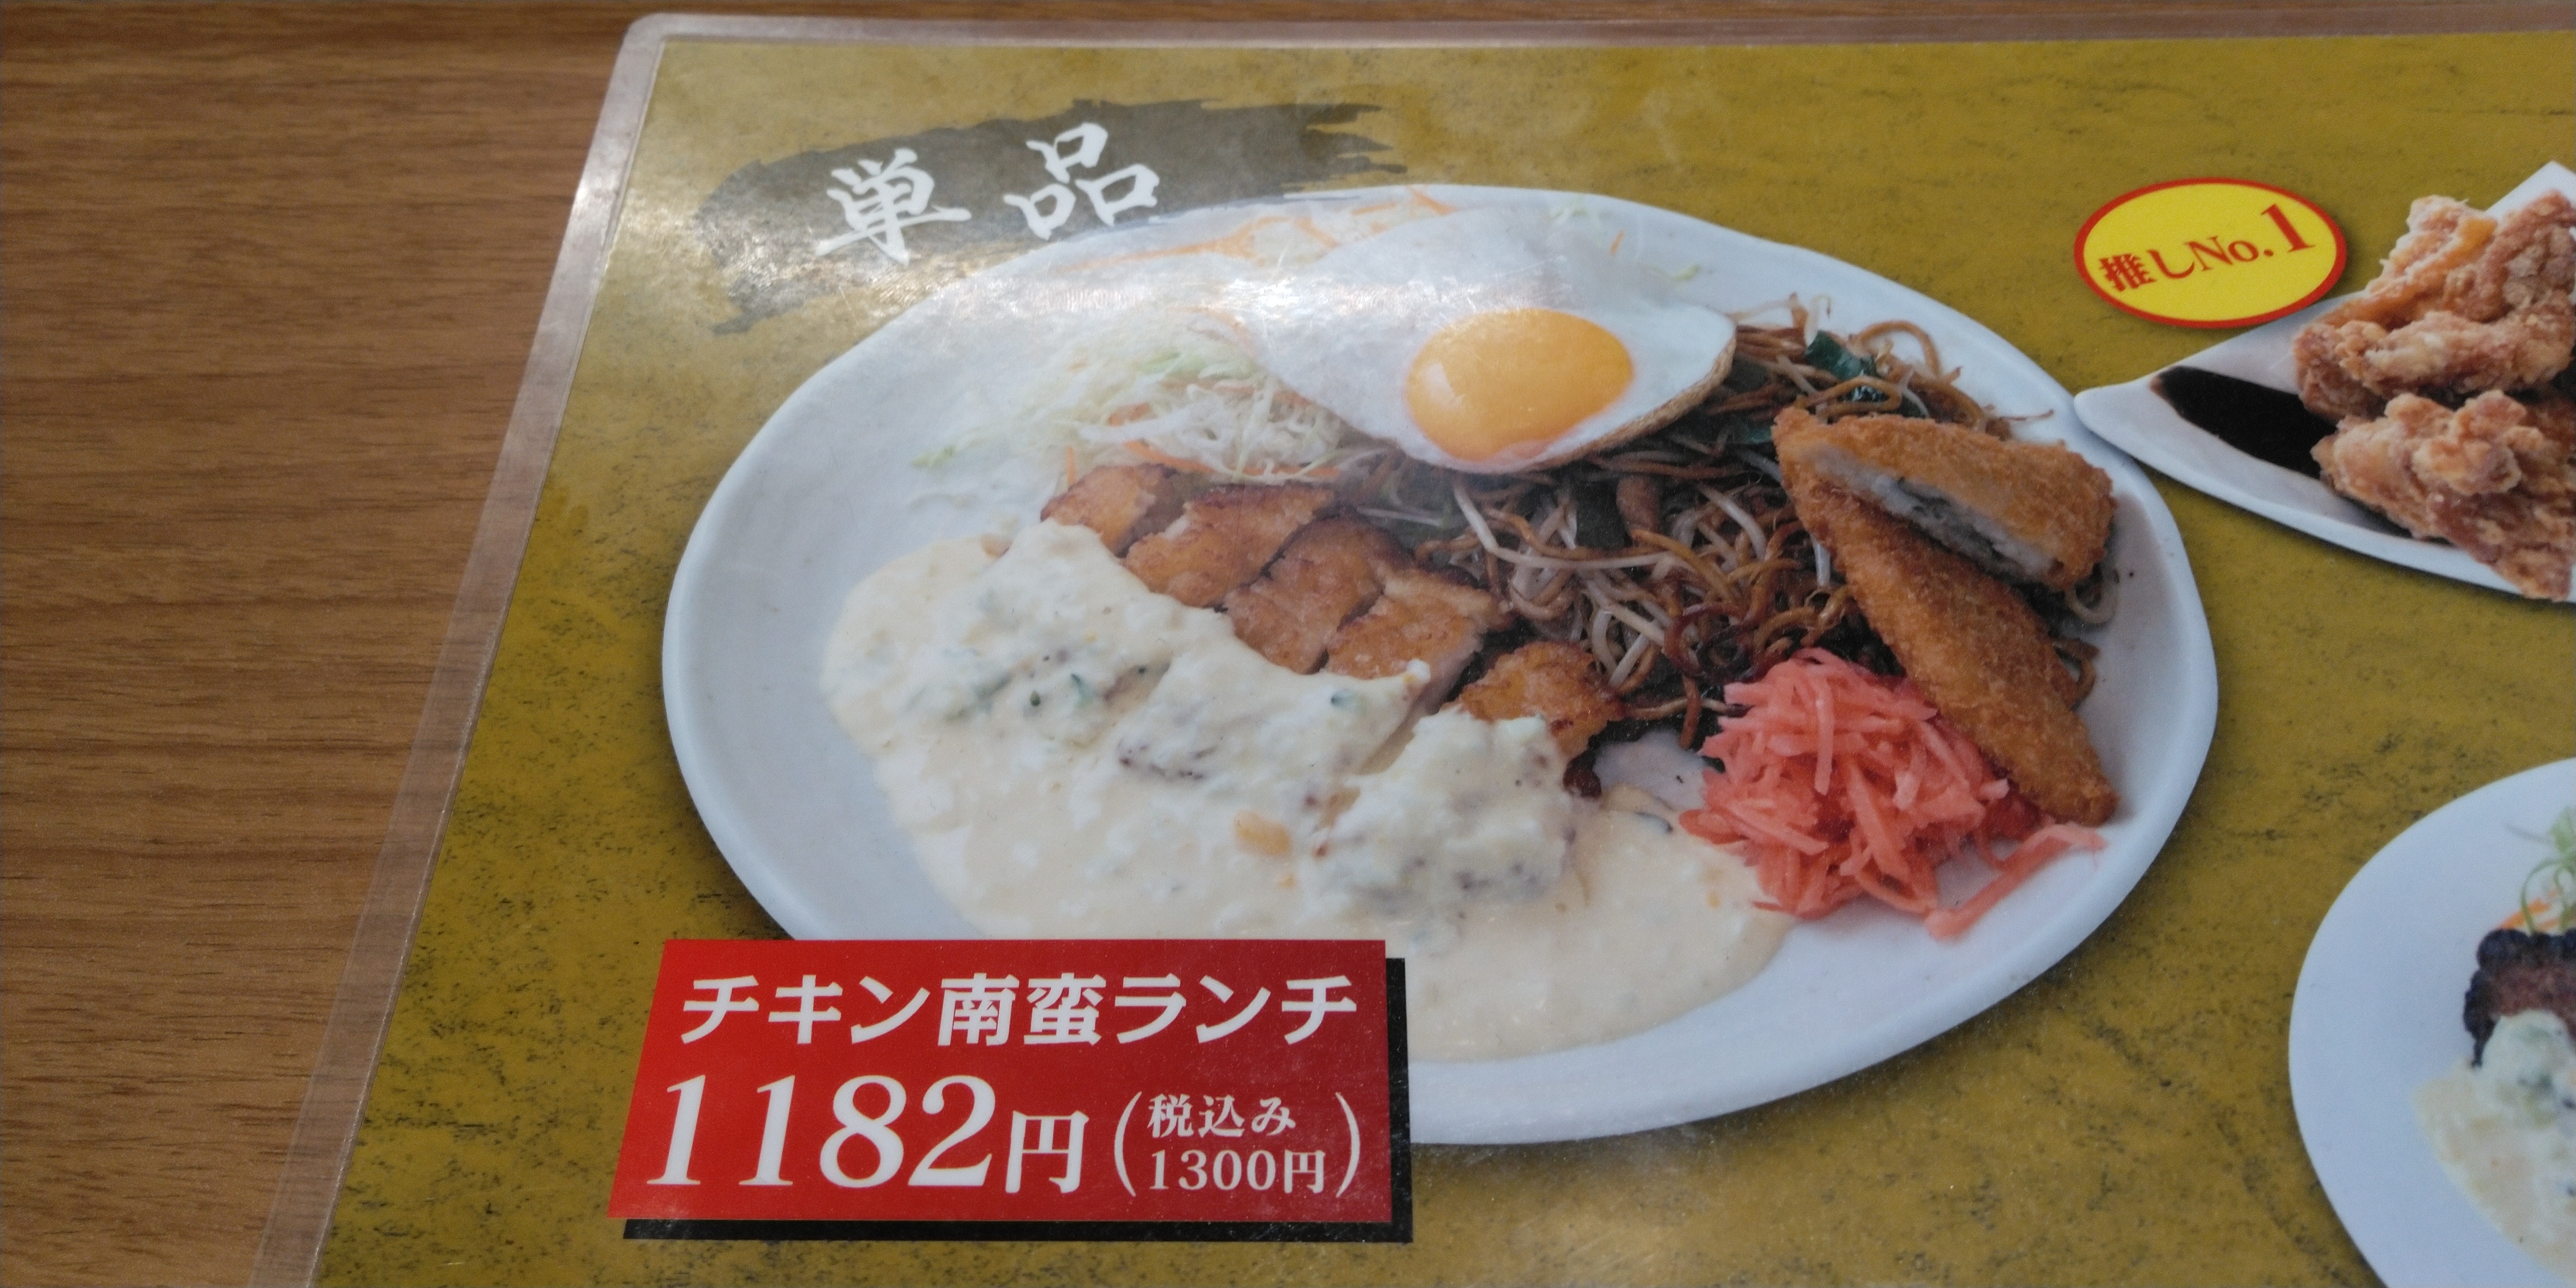 単品
推しNo.1
チキン南蛮ランチ
1182円(税込み
1300円)